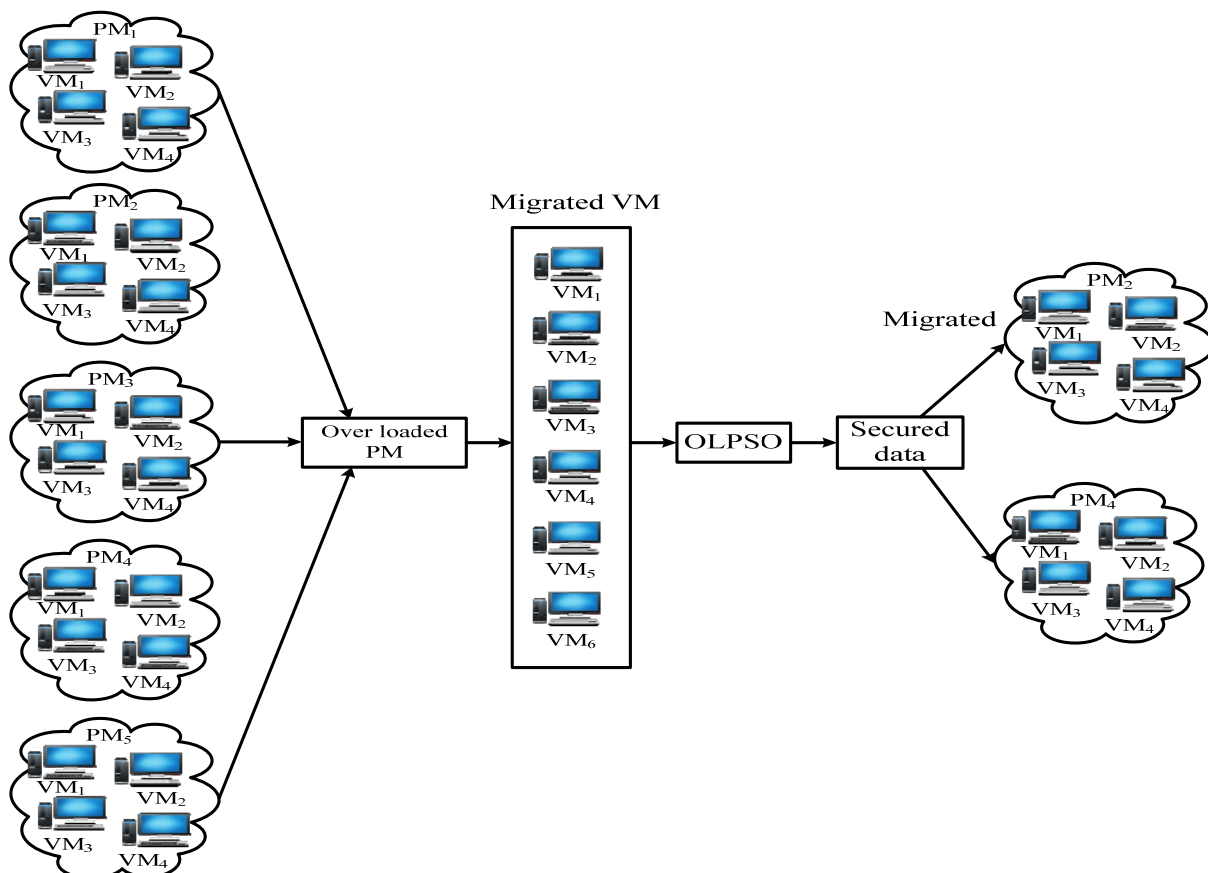 PM₁
VM₁
VM₂
VM₃
VM₄
PM₂
VM₁
VM₂
VM₃
VM₄
PM₃
VM₁
VM₂
VM₃
VM₄
PM₄
VM₁
VM₂
VM₃
VM₄
PM₅
VM₁
VM₂
VM₃
VM₄
Over loaded
PM
Migrated VM
VM₁
VM₂
VM₃
VM₄
VM₅
VM₆
OLPSO
Secured
data
Migrated
PM₂
VM₁
VM₂
VM₃
VM₄
PM₄
VM₁
VM₂
VM₃
VM₄